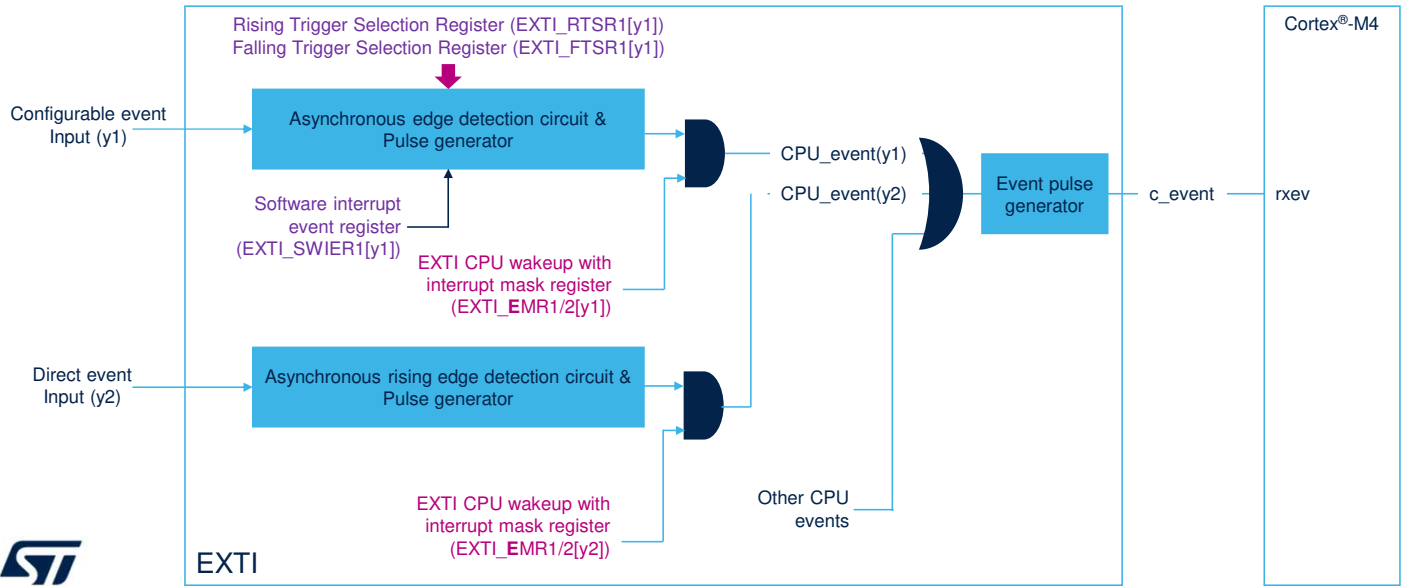 Rising Trigger Selection Register (EXTI_RTSR1[y1])
Falling Trigger Selection Register (EXTI_FTSR1[y1])
Cortex®-M4
Configurable event
Input (y1)
Asynchronous edge detection circuit &
Pulse generator
CPU_event(y1)
CPU_event(y2)
Event pulse
generator
c_event
rxev
Software interrupt
event register
(EXTI_SWIER1[y1])
EXTI CPU wakeup with
interrupt mask register
(EXTI_EMR1/2[y1])
Direct event
Input (y2)
Asynchronous rising edge detection circuit &
Pulse generator
EXTI CPU wakeup with
interrupt mask register
(EXTI_EMR1/2[y2])
Other CPU
events
EXTI
ST